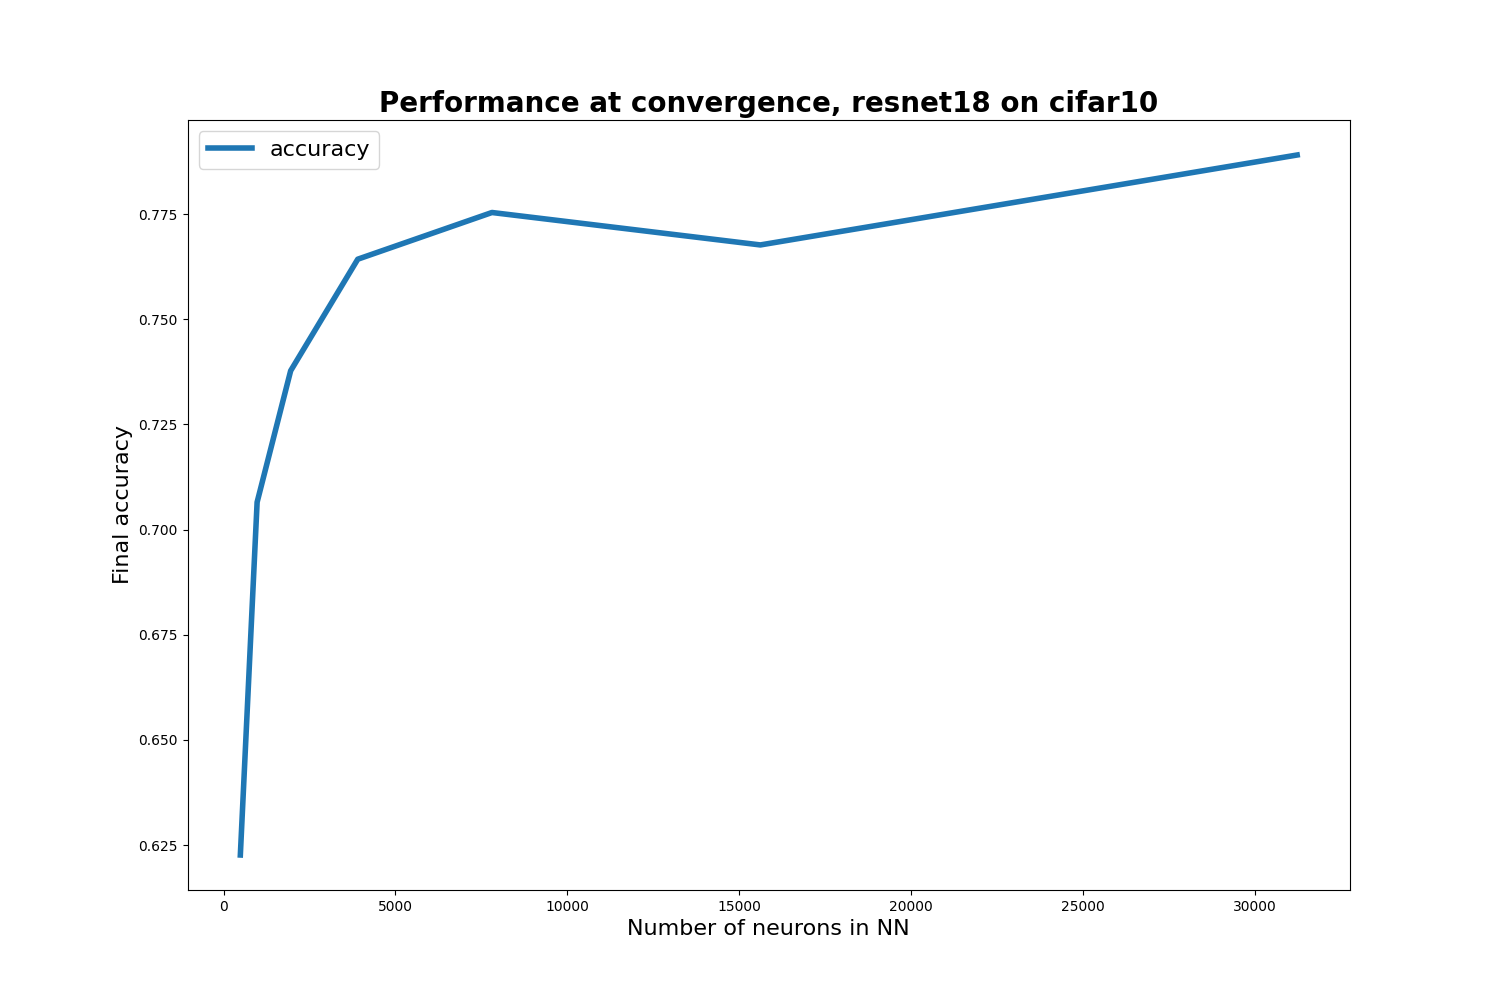 Performance at convergence, resnet18 on cifar10
accuracy
0.775
0.750
0.725
0.700
0.675
0.650
0.625
Final accuracy
0 5000 10000 15000 20000 25000 30000
Number of neurons in NN